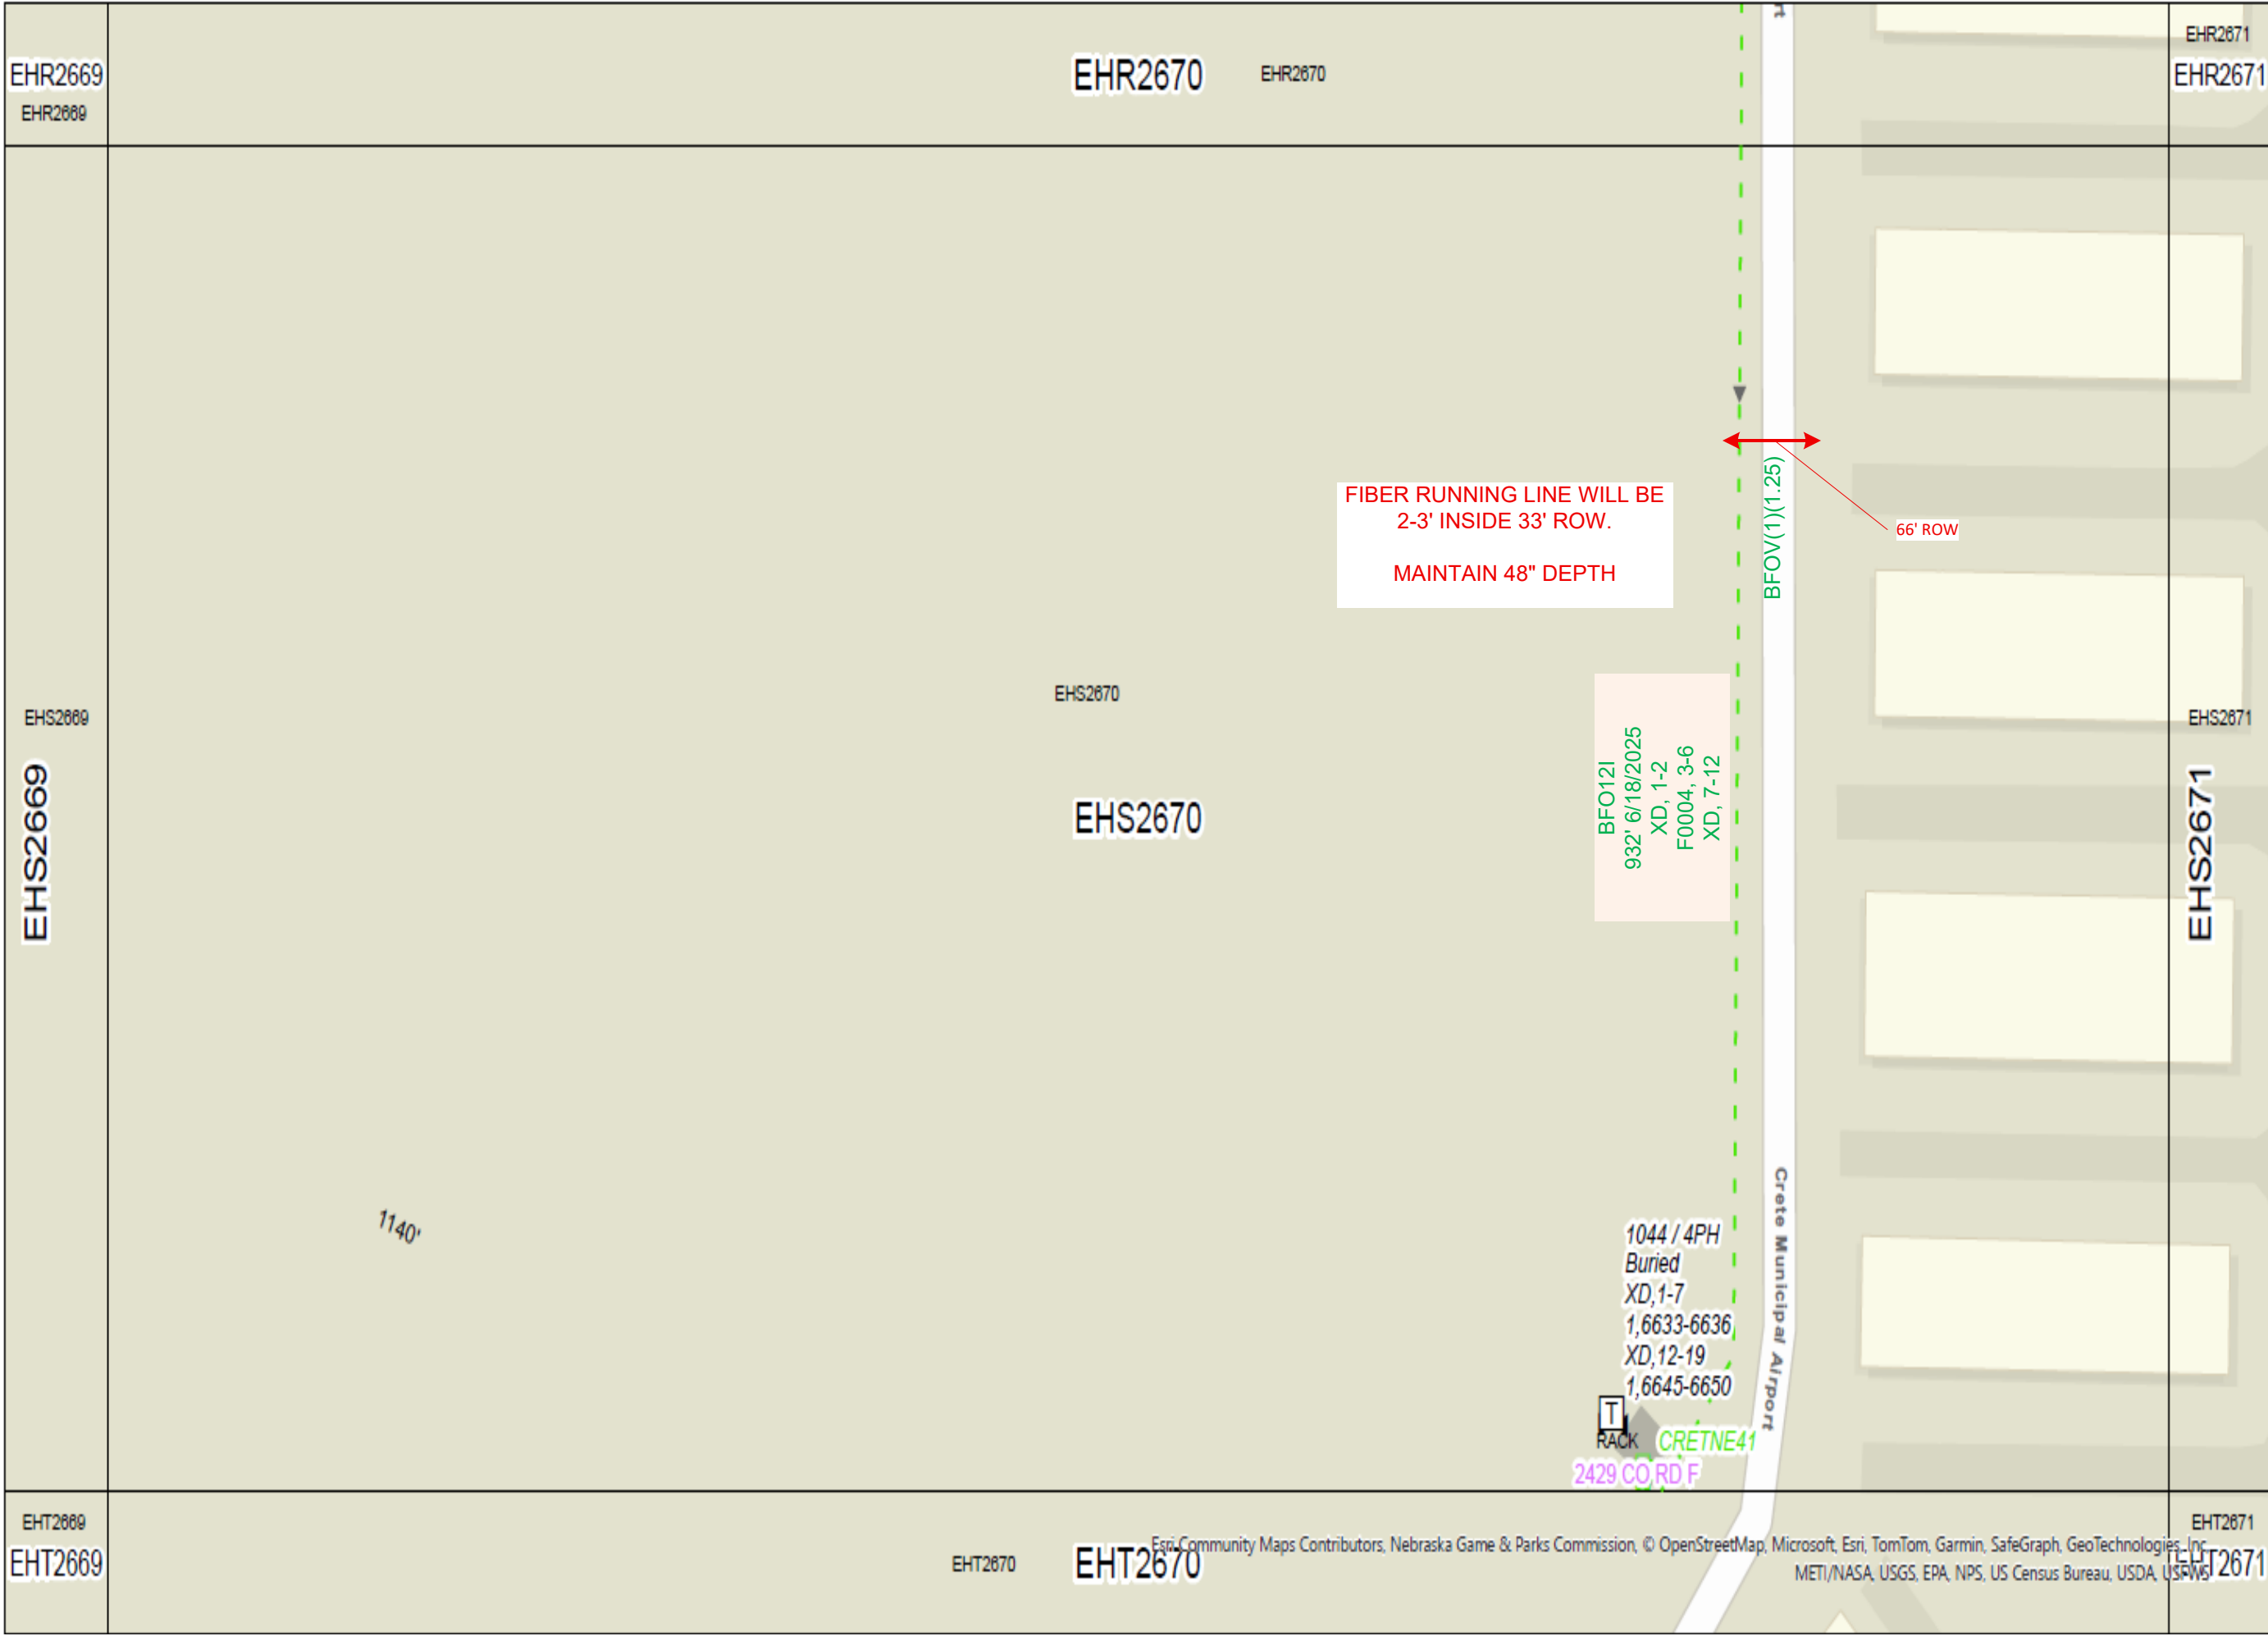 EHR2669
EHR2669
EHR2670
EHR2670
rt
EHR2671
EHR2671
FIBER RUNNING LINE WILL BE
2-3' INSIDE 33' ROW.
MAINTAIN 48" DEPTH
BFOV(1)(1.25)
66' ROW
EHS2669
EHS2669
EHS2670
EHS2670
BFO12I
932' 6/18/2025
XD, 1-2
F0004, 3-6
XD, 7-12
EHS2671
EHS2671
1140'
1044 / 4PH
Buried
XD,1-7
1,6633-6636
XD,12-19
1,6645-6650
Crete Municipal Airport
T
RACK
CRETNE41
2429 CO RD F
EHT2669
EHT2669
EHT2670
EHT2670
EHT2671
EHT2671
Esri Community Maps Contributors, Nebraska Game & Parks Commission, © OpenStreetMap, Microsoft, Esri, TomTom, Garmin, SafeGraph, GeoTechnologies, Inc,
METI/NASA, USGS, EPA, NPS, US Census Bureau, USDA, USFWS